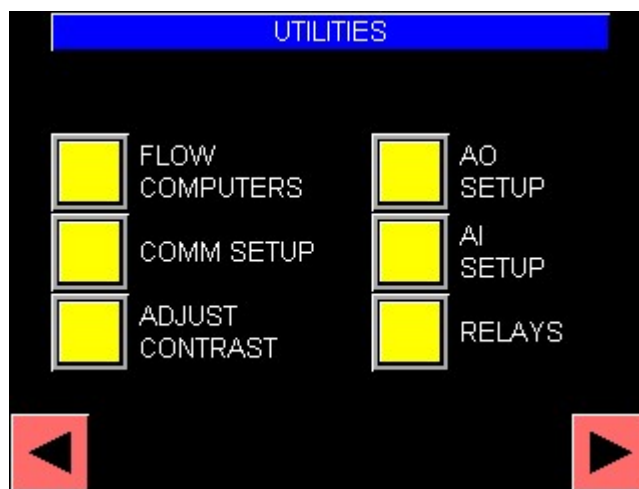 UTILITIES
FLOW
COMPUTERS
AO
SETUP
COMM SETUP
AI
SETUP
ADJUST
CONTRAST
RELAYS